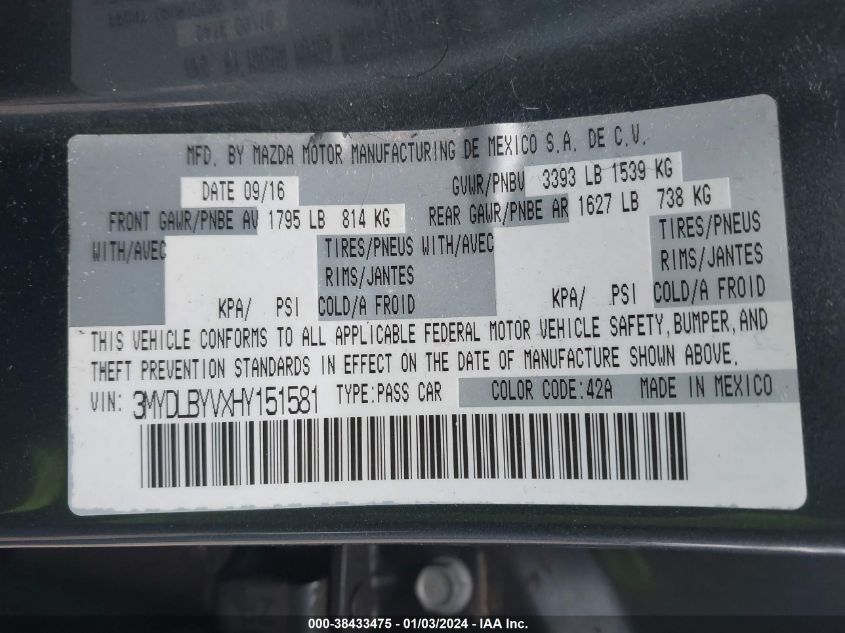 MFD. BY MAZDA MOTOR MANUFACTURING DE MEXICO S.A. DE C.V.
DATE 09/16 GVWR/PNBV 3393 LB 1539 KG
FRONT GAWR/PNBE AV 1795 LB 814 KG REAR GAWR/PNBE AR 1627 LB 738 KG
WITH/AVEC TIRES/PNEUS WITH/AVEC TIRES/PNEUS
RIMS/JANTES RIMS/JANTES
KPA/ PSI COLD/A FROID KPA/ PSI COLD/A FROID
THIS VEHICLE CONFORMS TO ALL APPLICABLE FEDERAL MOTOR VEHICLE SAFETY, BUMPER, AND
THEFT PREVENTION STANDARDS IN EFFECT ON THE DATE OF MANUFACTURE SHOWN ABOVE.
VIN: 3MYDLBYVXHY151581 TYPE:PASS CAR COLOR CODE:42A MADE IN MEXICO
000-38433475 - 01/03/2024 - IAA Inc.